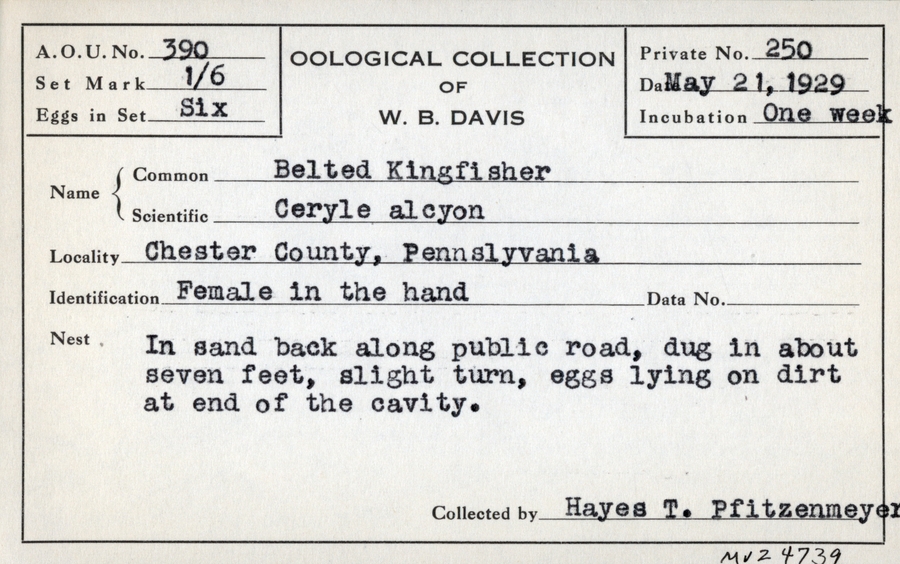 A.O.U. No. 390
Set Mark 1/6
Eggs in Set Six
OOLOGICAL COLLECTION
OF
W. B. DAVIS
Private No. 250
Da May 21, 1929
Incubation One week
Name
Common Belted Kingfisher
Scientific Ceryle alcyon
Locality Chester County, Pennslyvania
Identification Female in the hand Data No.
Nest In sand back along public road, dug in about
seven feet, slight turn, eggs lying on dirt
at end of the cavity.
Collected by Hayes T. Pfitzenmeyer
MVZ 4739